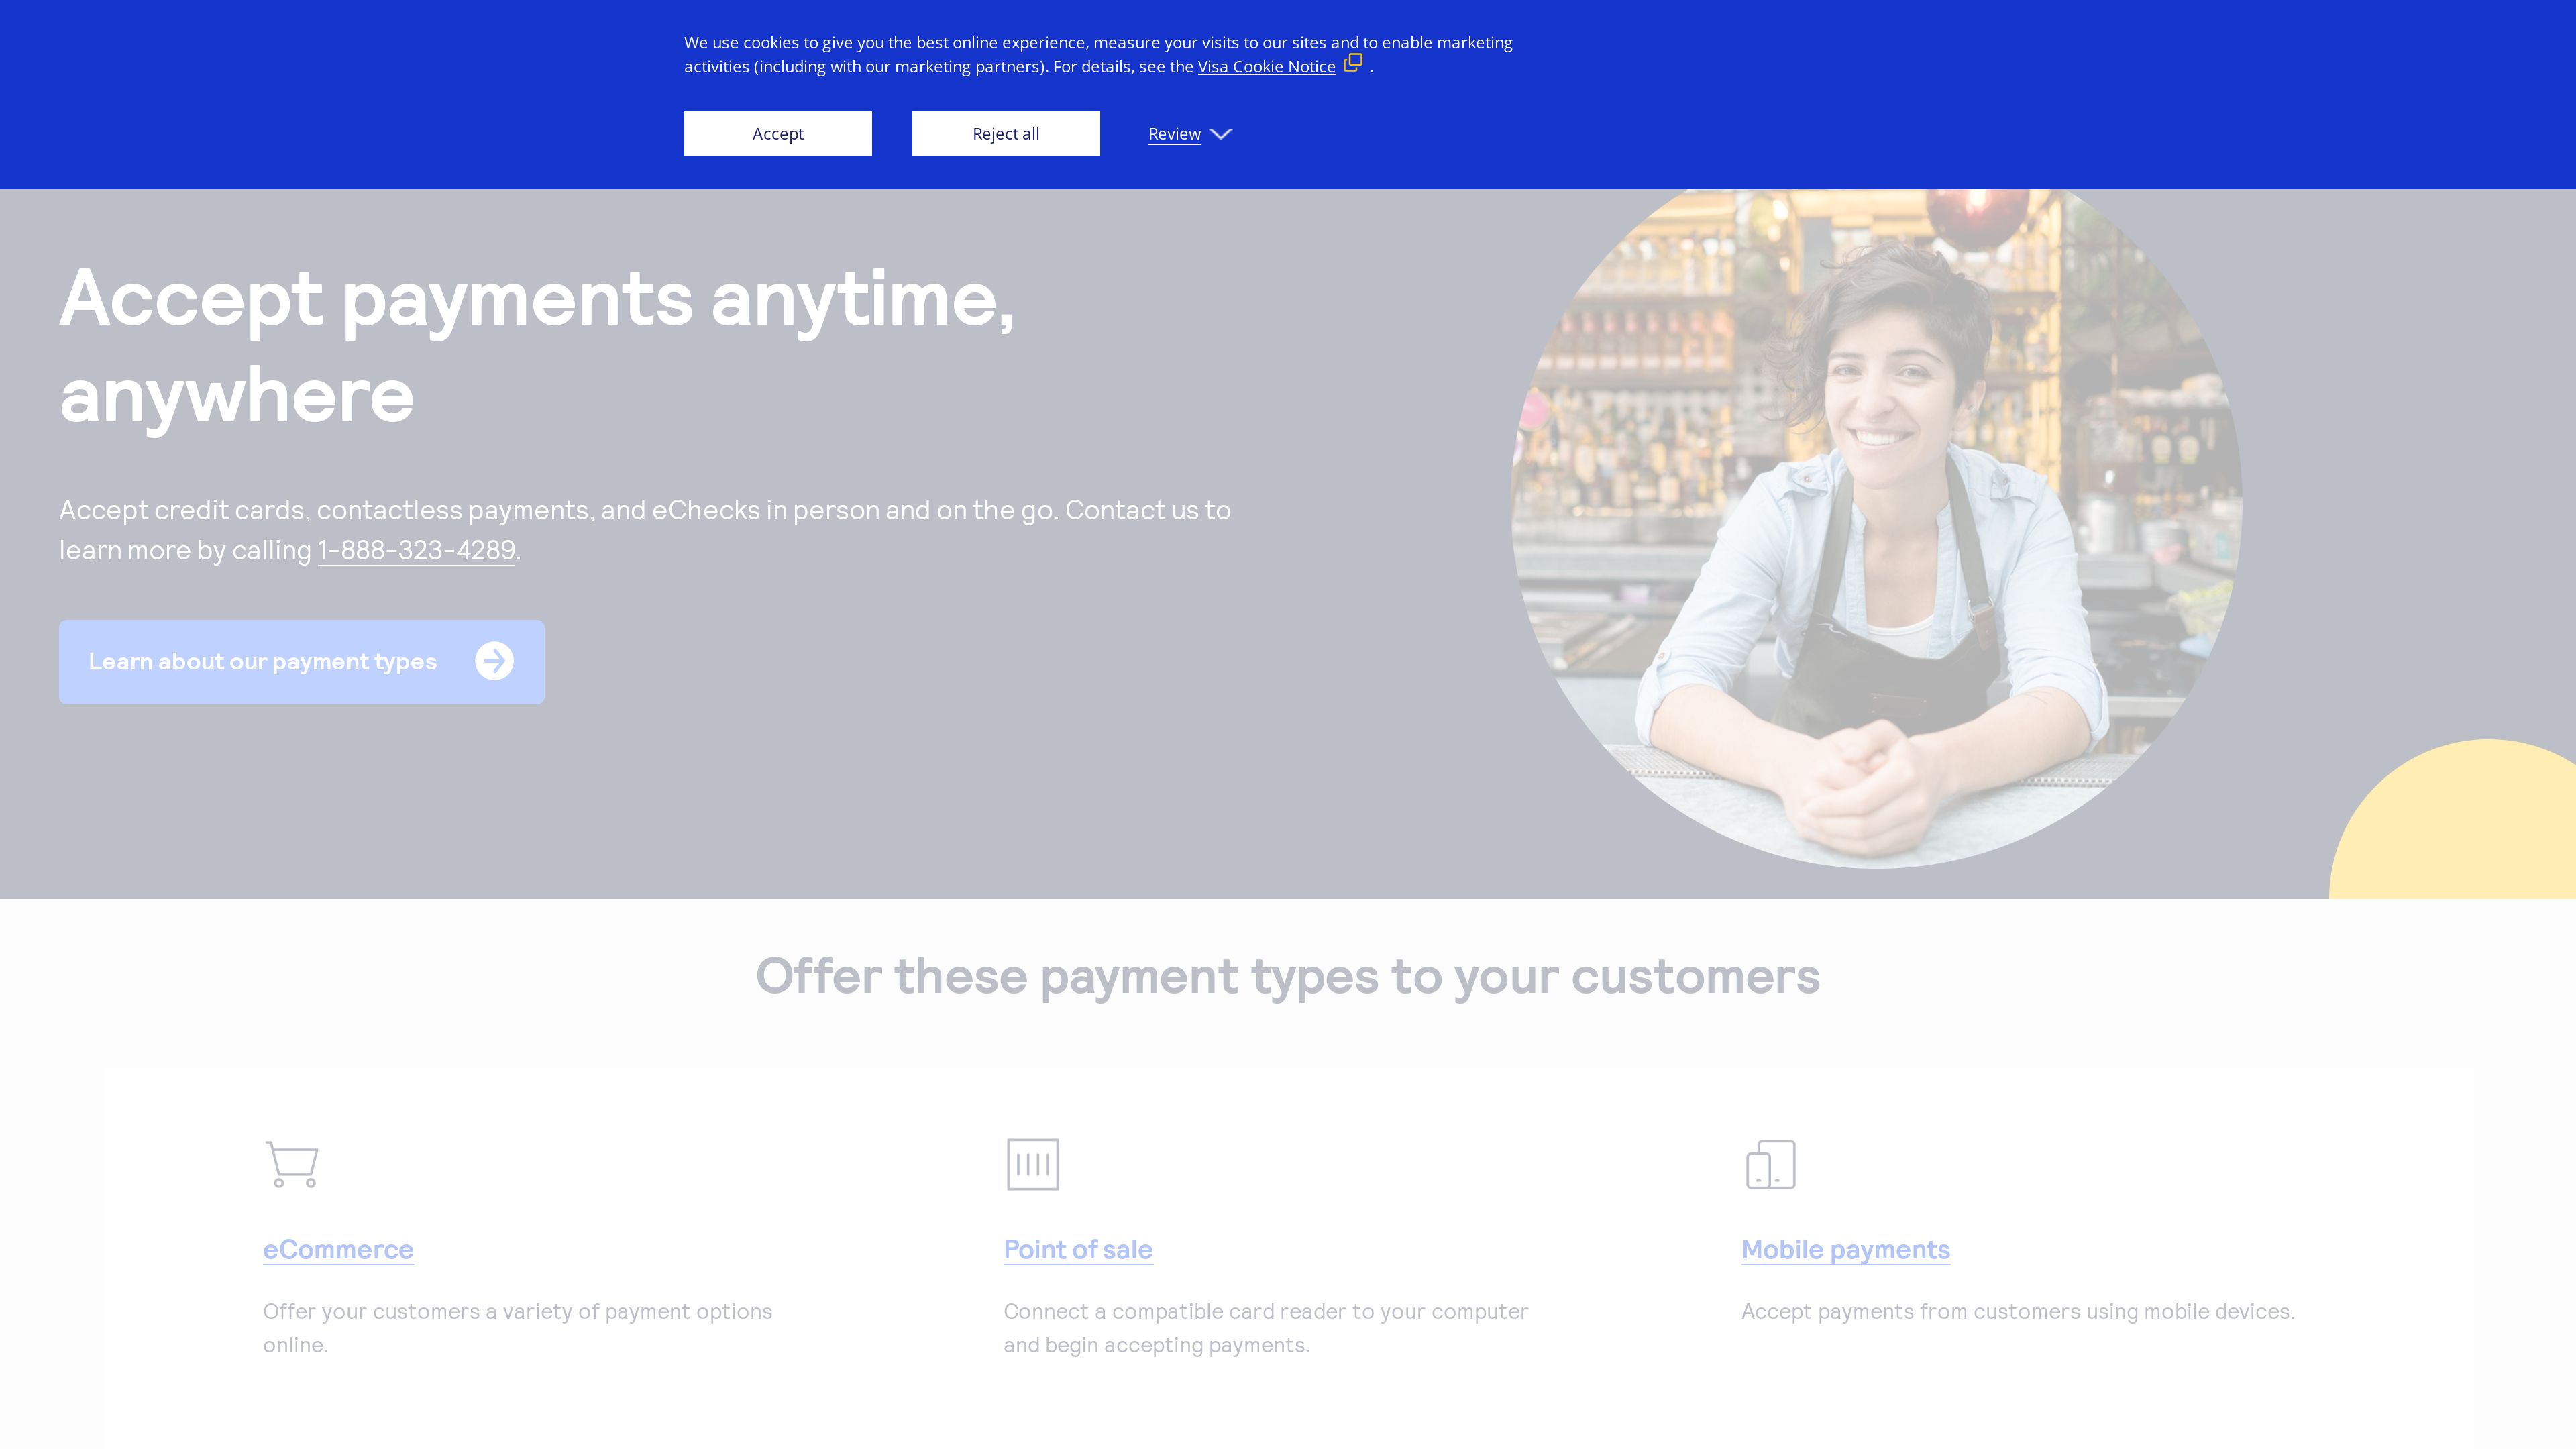 We use cookies to give you the best online experience, measure your visits to our sites and to enable marketing
activities (including with our marketing partners). For details, see the Visa Cookie Notice .
Accept
Reject all
Review
Accept payments anytime,
anywhere
Accept credit cards, contactless payments, and eChecks in person and on the go. Contact us to
learn more by calling 1-888-323-4289.
Learn about our payment types
Offer these payment types to your customers
eCommerce
Offer your customers a variety of payment options
online.
Point of sale
Connect a compatible card reader to your computer
and begin accepting payments.
Mobile payments
Accept payments from customers using mobile devices.